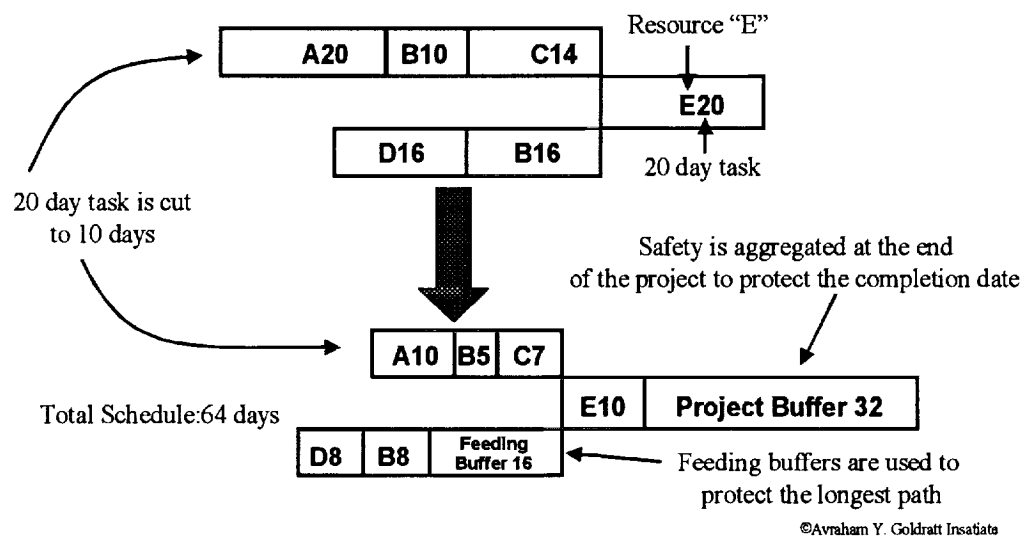 Resource “E”
A20 B10 C14
E20
D16 B16
20 day task
20 day task is cut
to 10 days
Safety is aggregated at the end
of the project to protect the completion date
A10 B5 C7
E10 Project Buffer 32
Total Schedule:64 days
D8 B8 Feeding
Buffer 16
Feeding buffers are used to
protect the longest path
©Avraham Y. Goldratt Insatiate